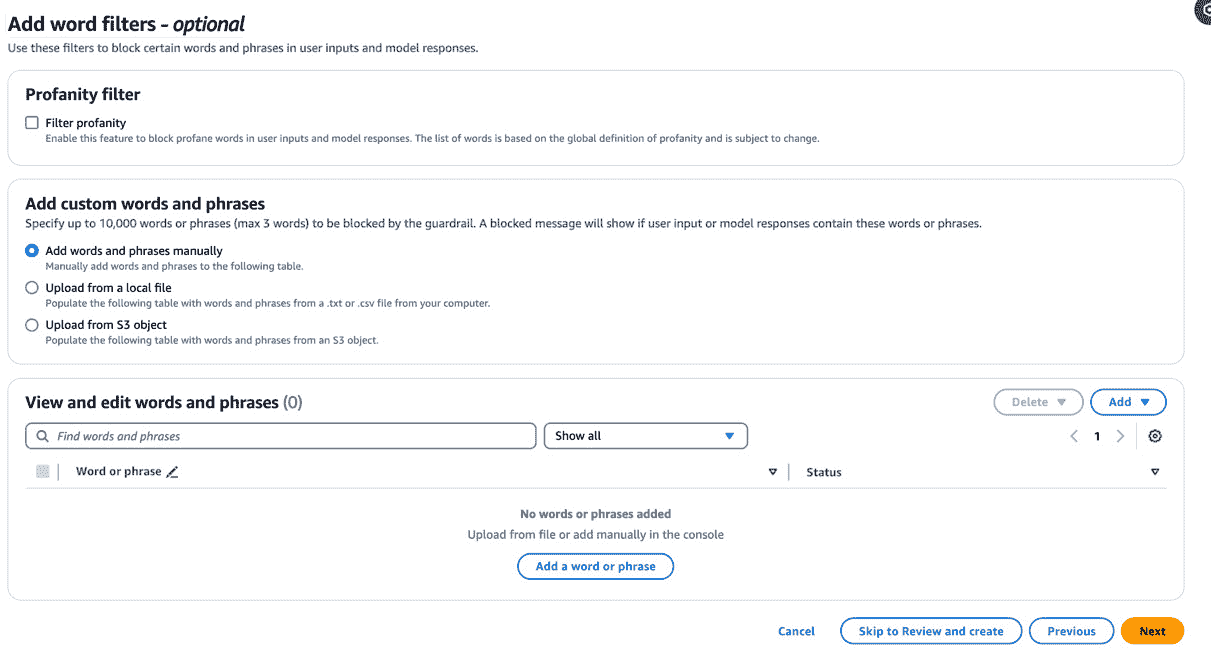 Add word filters - optional
Use these filters to block certain words and phrases in user inputs and model responses.
Profanity filter
Filter profanity
Enable this feature to block profane words in user inputs and model responses. The list of words is based on the global definition of profanity and is subject to change.
Add custom words and phrases
Specify up to 10,000 words or phrases (max 3 words) to be blocked by the guardrail. A blocked message will show if user input or model responses contain these words or phrases.
Add words and phrases manually
Manually add words and phrases to the following table.
Upload from a local file
Populate the following table with words and phrases from a .txt or .csv file from your computer.
Upload from S3 object
Populate the following table with words and phrases from an S3 object.
View and edit words and phrases (0)
Delete
Add
Find words and phrases
Show all
1
Word or phrase
Status
No words or phrases added
Upload from file or add manually in the console
Add a word or phrase
Cancel
Skip to Review and create
Previous
Next